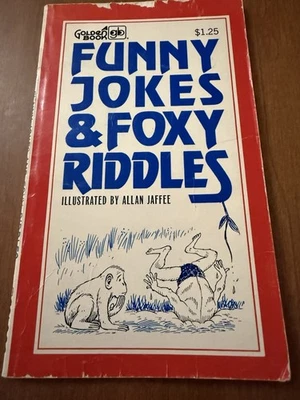 GOLDEN
BOOK
$1.25
FUNNY
JOKES
& FOXY
RIDDLES
ILLUSTRATED BY ALLAN JAFFEE